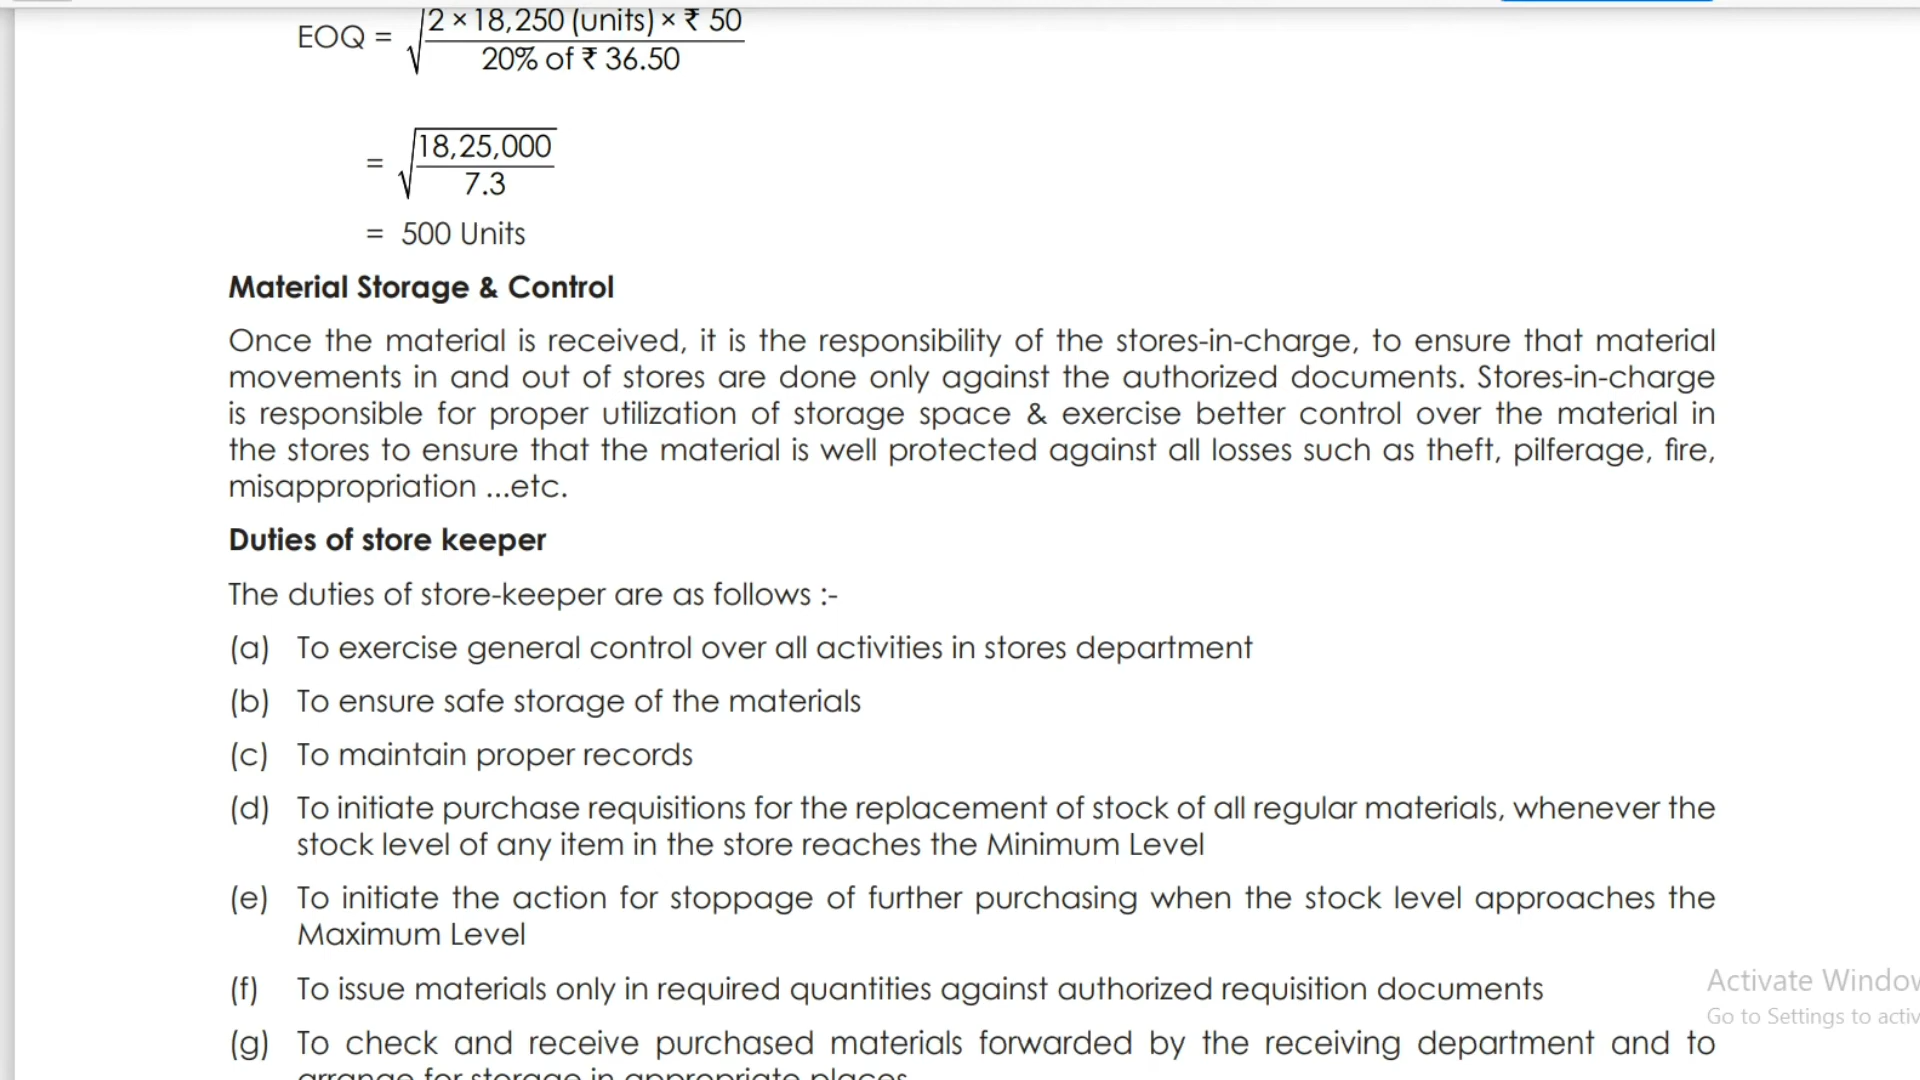 EOQ = √ 2 × 18,250 (units) × ₹ 50
20% of ₹ 36.50
= √ 18,25,000
7.3
= 500 Units
Material Storage & Control
Once the material is received, it is the responsibility of the stores-in-charge, to ensure that material
movements in and out of stores are done only against the authorized documents. Stores-in-charge
is responsible for proper utilization of storage space & exercise better control over the material in
the stores to ensure that the material is well protected against all losses such as theft, pilferage, fire,
misappropriation ...etc.
Duties of store keeper
The duties of store-keeper are as follows :-
(a) To exercise general control over all activities in stores department
(b) To ensure safe storage of the materials
(c) To maintain proper records
(d) To initiate purchase requisitions for the replacement of stock of all regular materials, whenever the
stock level of any item in the store reaches the Minimum Level
(e) To initiate the action for stoppage of further purchasing when the stock level approaches the
Maximum Level
(f) To issue materials only in required quantities against authorized requisition documents
(g) To check and receive purchased materials forwarded by the receiving department and to
arrange for storage in appropriate places
Activate Window
Go to Settings to activ